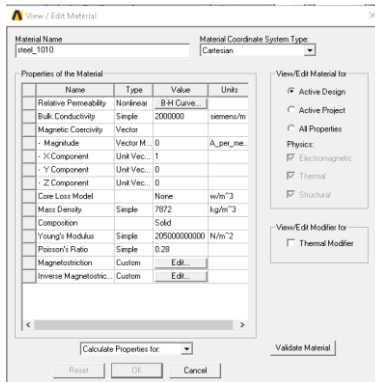 View / Edit Material
Material Name
steel_1010
Material Coordinate System Type:
Cartesian
Properties of the Material
Name Type Value Units
Relative Permeability Nonlinear B-H Curve...
Bulk Conductivity Simple 2000000 siemens/m
Magnetic Coercivity Vector
- Magnitude Vector M... 0 A_per_me...
- X Component Unit Vec... 1
- Y Component Unit Vec... 0
- Z Component Unit Vec... 0
Core Loss Model None w/m^3
Mass Density Simple 7872 kg/m^3
Composition Solid
Young's Modulus Simple 205000000000 N/m^2
Poisson's Ratio Simple 0.28
Magnetostriction Custom Edit...
Inverse Magnetostric... Custom Edit...
Calculate Properties for:
Reset OK Cancel
View/Edit Material for
Active Design
Active Project
All Properties
Physics:
Electromagnetic
Thermal
Structural
View/Edit Modifier for
Thermal Modifier
Validate Material